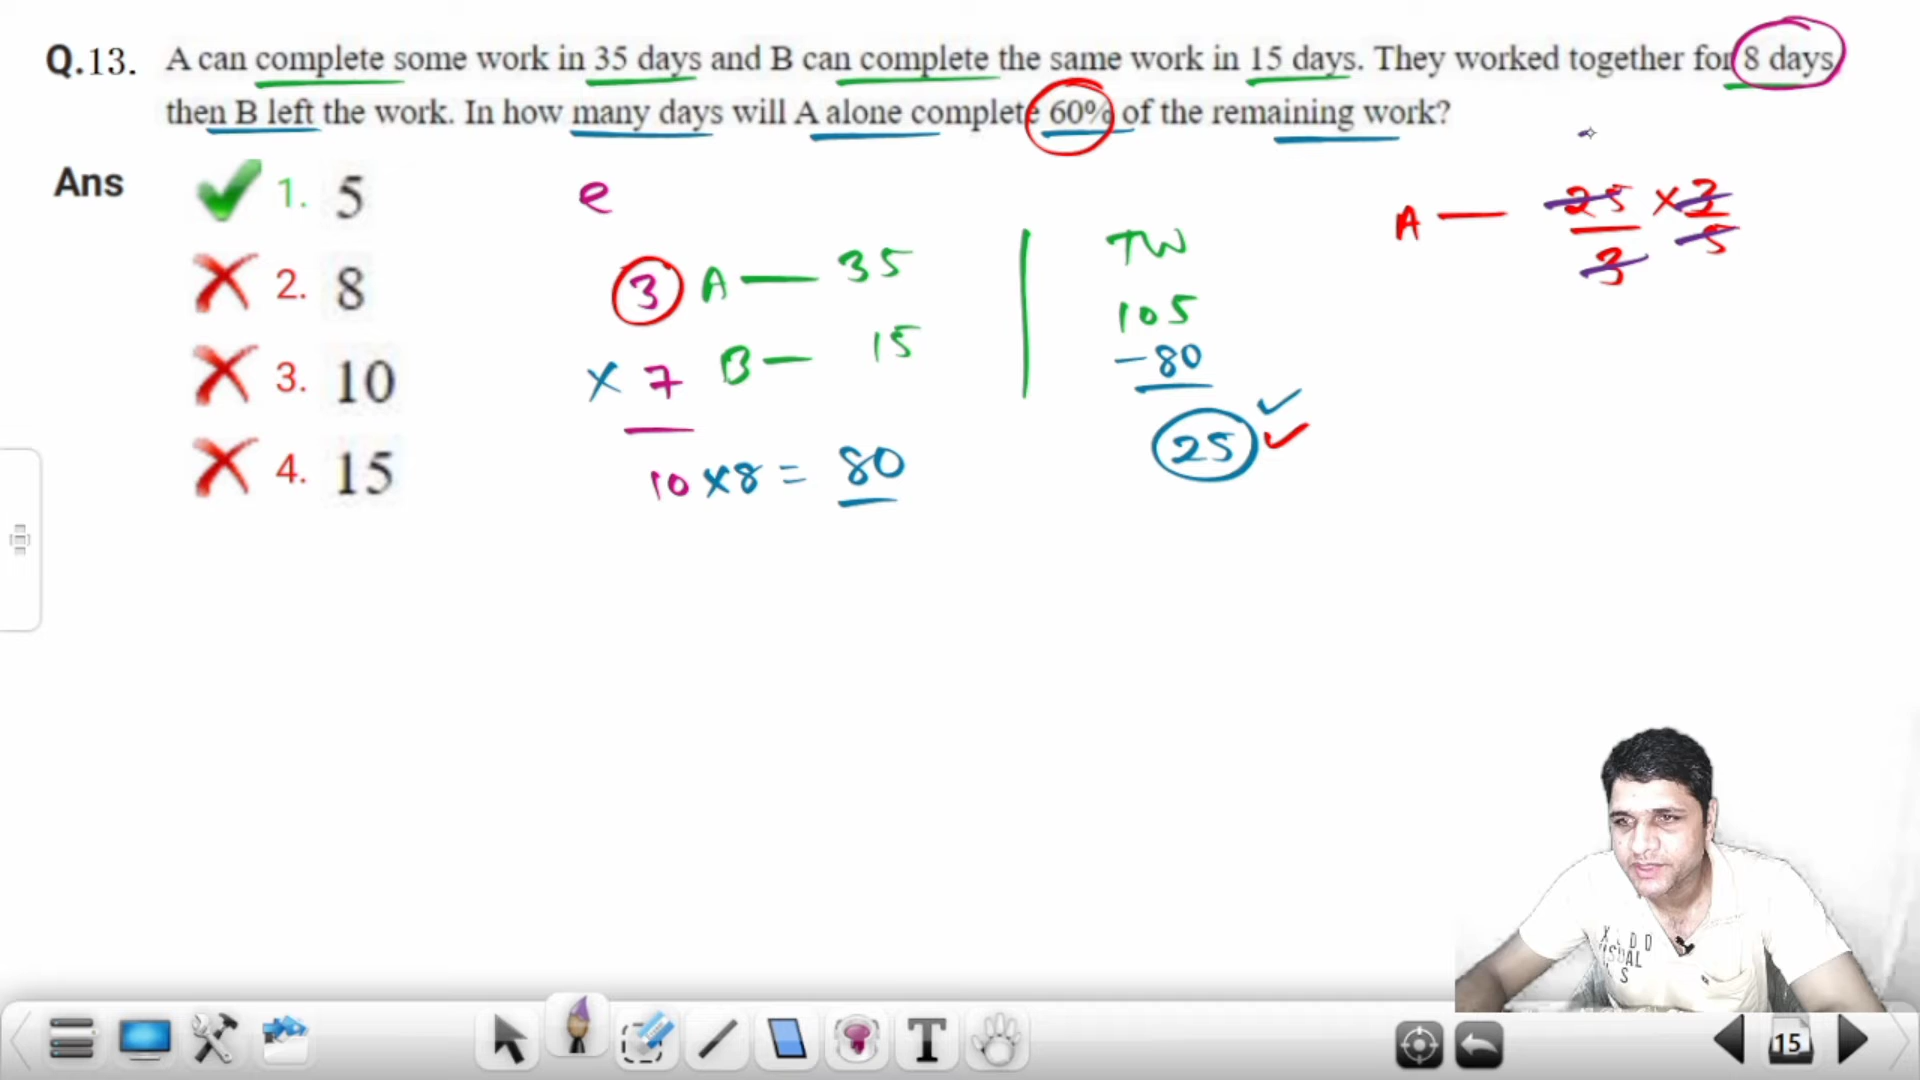 Q.13. A can complete some work in 35 days and B can complete the same work in 15 days. They worked together for 8 days
then B left the work. In how many days will A alone complete 60% of the remaining work?
Ans
1. 5
2. 8
3. 10
4. 15
e
3 A — 35
× 7 B — 15
10 ×8 = 80
TW
105
-80
25
A — 25 × 3
3 5
15
T